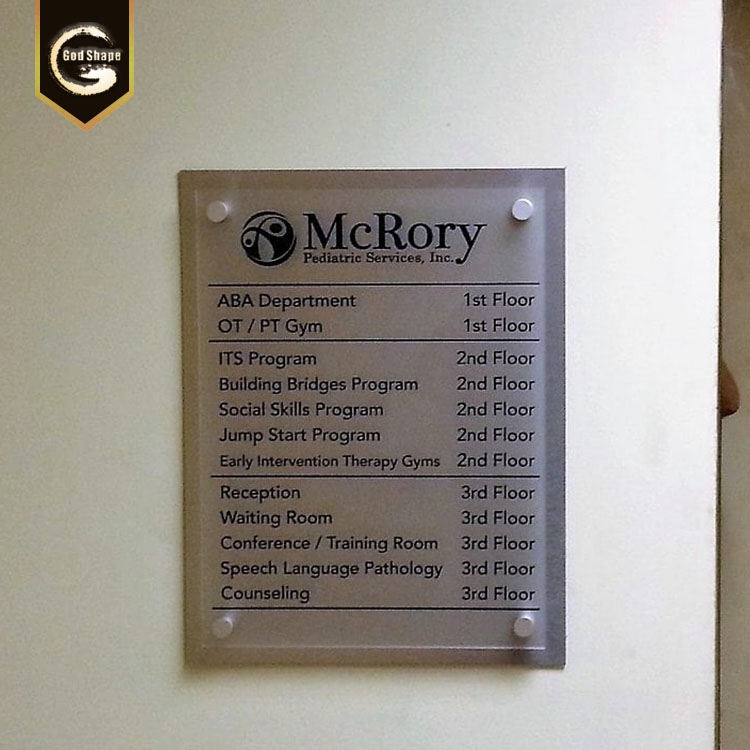 God Shape
McRory
Pediatric Services, Inc.
ABA Department 1st Floor
OT / PT Gym 1st Floor
ITS Program 2nd Floor
Building Bridges Program 2nd Floor
Social Skills Program 2nd Floor
Jump Start Program 2nd Floor
Early Intervention Therapy Gyms 2nd Floor
Reception 3rd Floor
Waiting Room 3rd Floor
Conference / Training Room 3rd Floor
Speech Language Pathology 3rd Floor
Counseling 3rd Floor